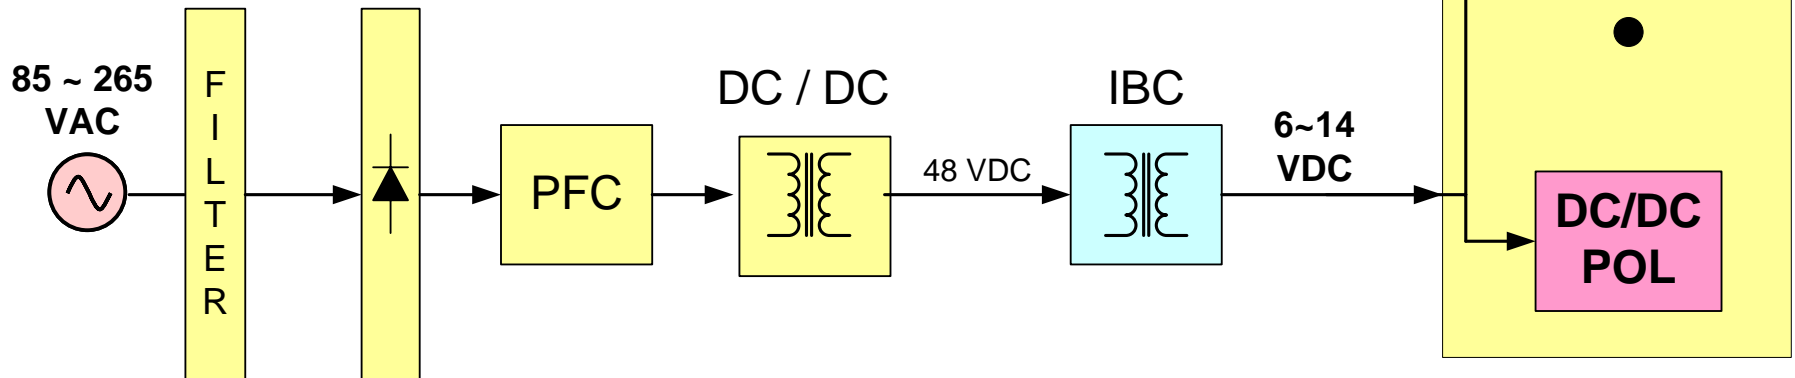 85 ~ 265
VAC
F
I
L
T
E
R
PFC
DC / DC
48 VDC
IBC
6~14
VDC
DC/DC
POL